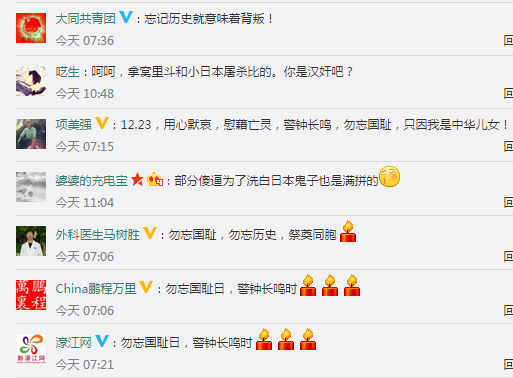 大同共青团：忘记历史就意味着背叛！
今天 07:36
呓生：呵呵，拿窝里斗和小日本屠杀比的。你是汉奸吧？
今天 10:48
项美强：12.23，用心默哀，慰藉亡灵，警钟长鸣，勿忘国耻，只因我是中华儿女！
今天 07:15
婆婆的充电宝：部分傻逼为了洗白日本鬼子也是满拼的
今天 11:04
外科医生马树胜：勿忘国耻，勿忘历史，祭奠同胞
今天 07:06
China鹏程万里：勿忘国耻日，警钟长鸣时
今天 07:06
濠江网：勿忘国耻日，警钟长鸣时
今天 07:21